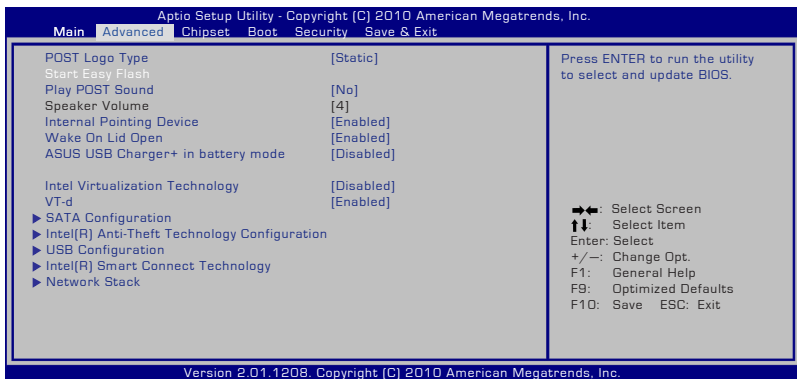 Aptio Setup Utility - Copyright (C) 2010 American Megatrends, Inc.
Main Advanced Chipset Boot Security Save & Exit
POST Logo Type [Static]
Start Easy Flash
Play POST Sound [No]
Speaker Volume [4]
Internal Pointing Device [Enabled]
Wake On Lid Open [Enabled]
ASUS USB Charger+ in battery mode [Disabled]
Intel Virtualization Technology [Disabled]
VT-d [Enabled]
▶ SATA Configuration
▶ Intel(R) Anti-Theft Technology Configuration
▶ USB Configuration
▶ Intel(R) Smart Connect Technology
▶ Network Stack
Press ENTER to run the utility
to select and update BIOS.
→←: Select Screen
↑↓: Select Item
Enter: Select
+/−: Change Opt.
F1: General Help
F9: Optimized Defaults
F10: Save ESC: Exit
Version 2.01.1208. Copyright (C) 2010 American Megatrends, Inc.